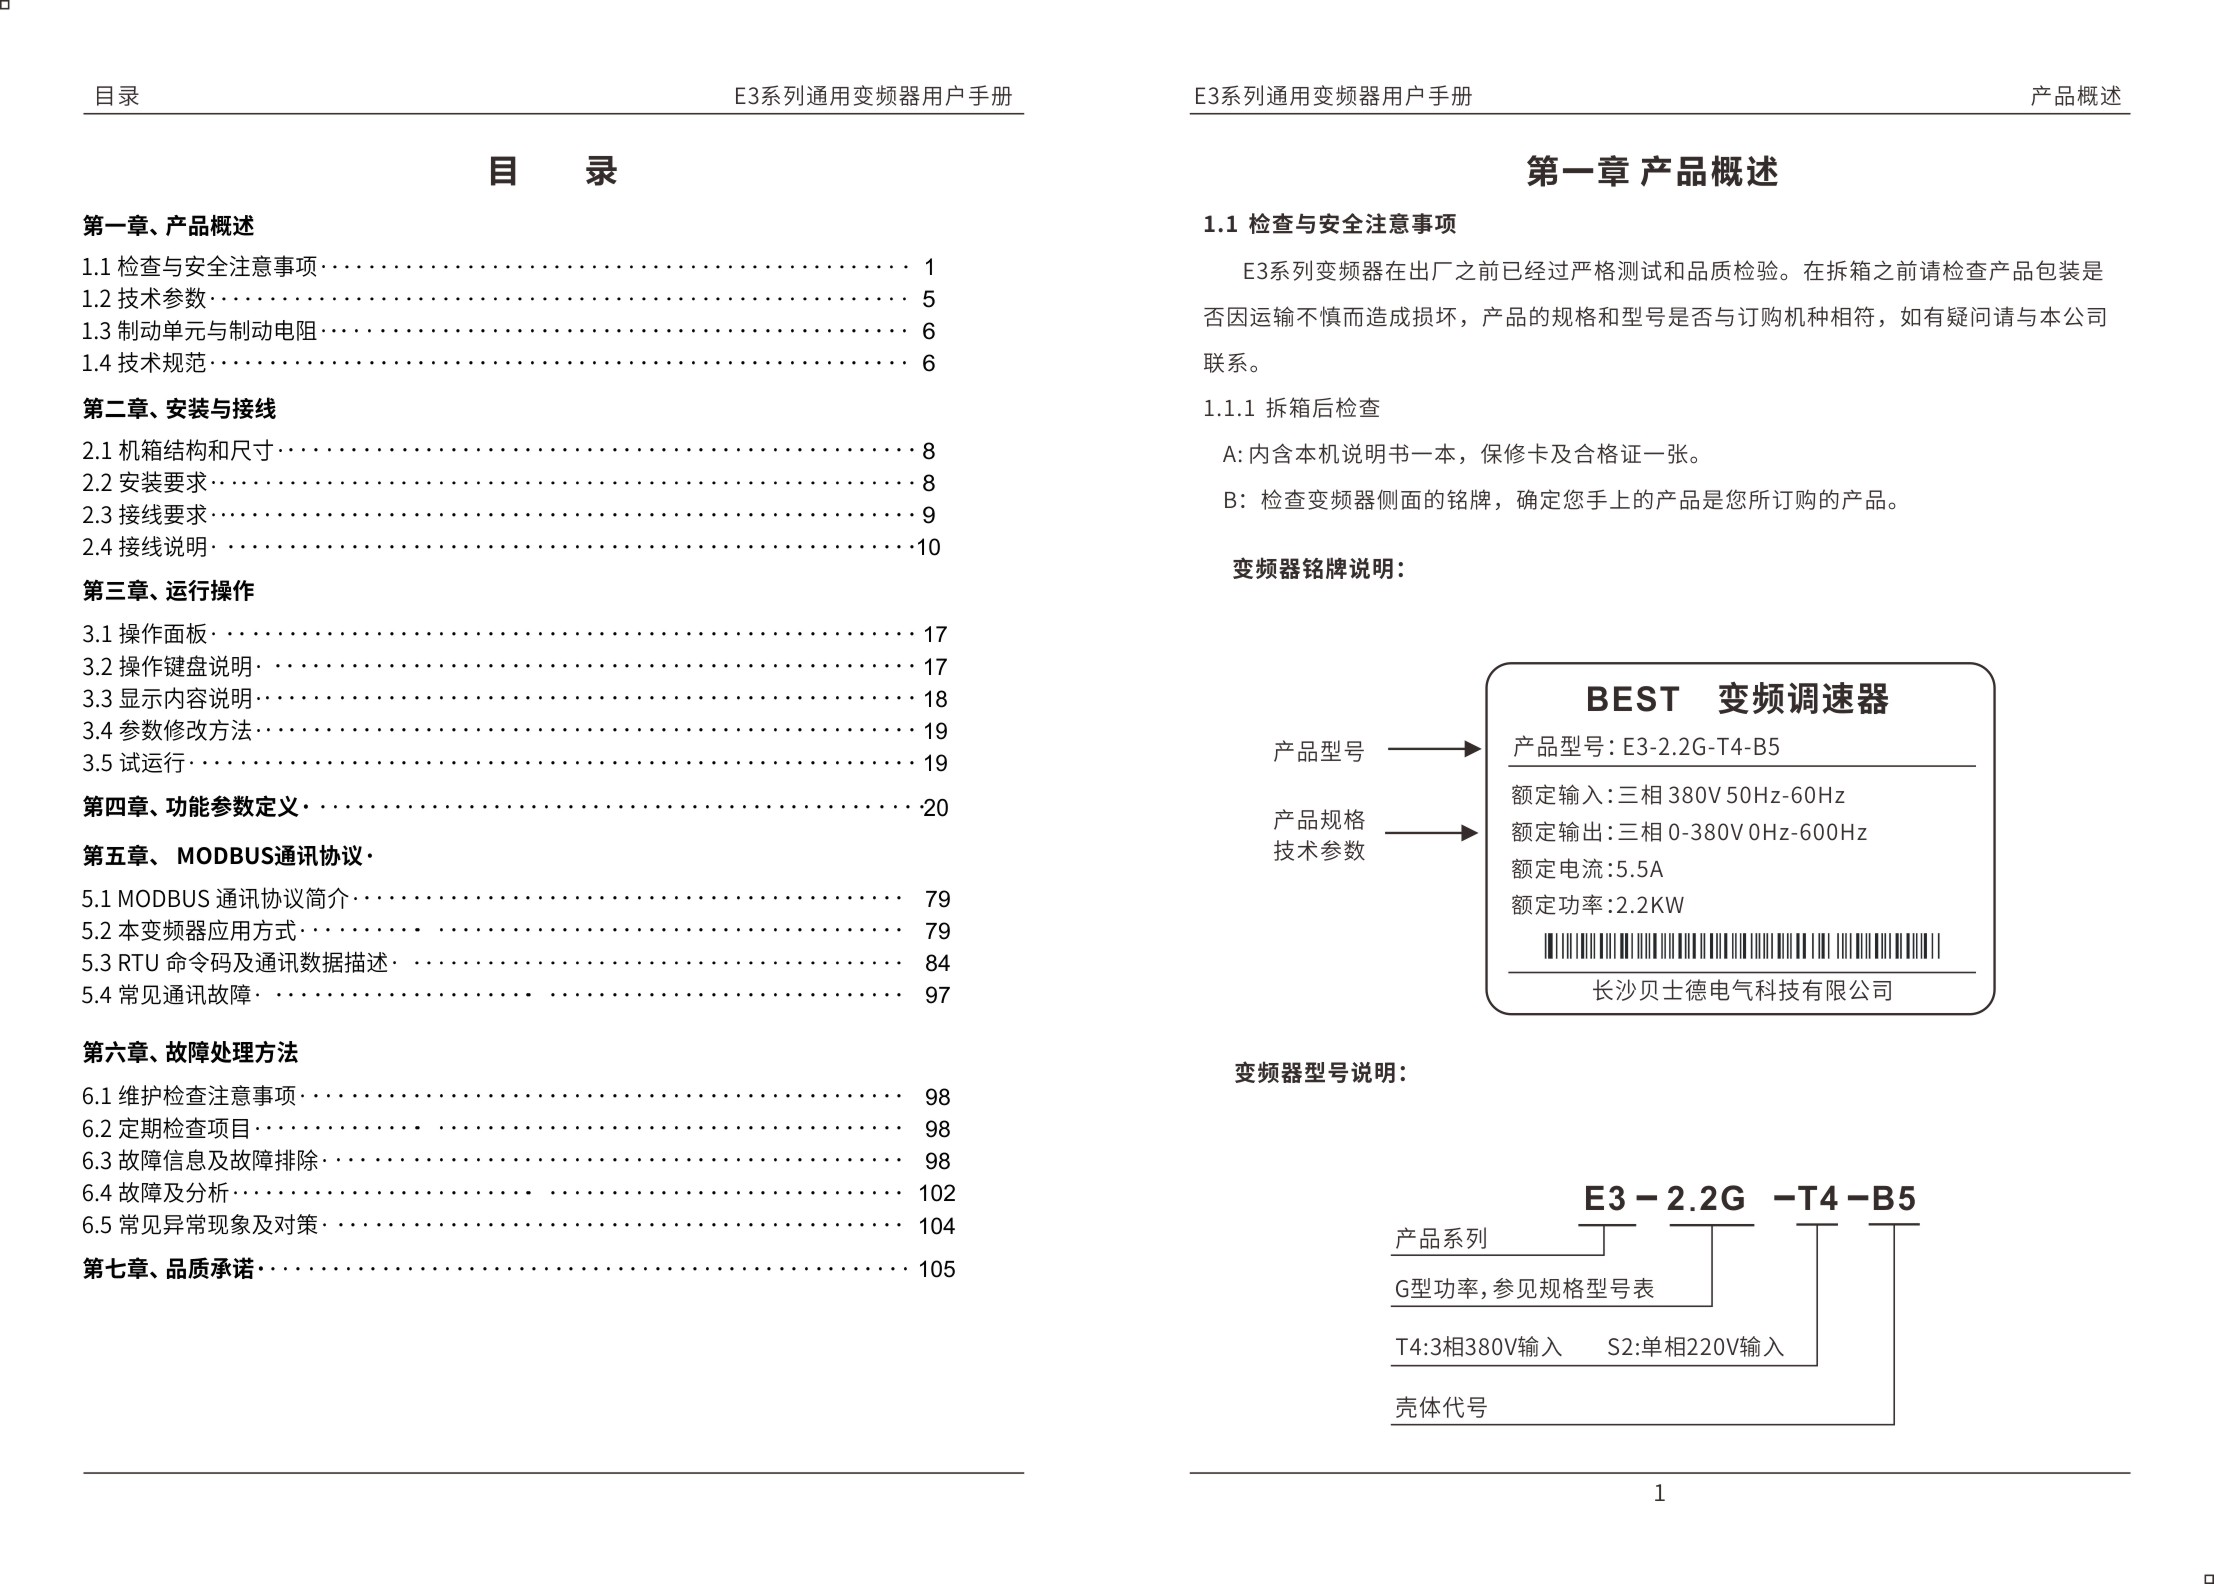 目录 E3系列通用变频器用户手册
目 录
第一章、产品概述
1.1 检查与安全注意事项 1
1.2 技术参数 5
1.3 制动单元与制动电阻 6
1.4 技术规范 6
第二章、安装与接线
2.1 机箱结构和尺寸 8
2.2 安装要求 8
2.3 接线要求 9
2.4 接线说明 10
第三章、运行操作
3.1 操作面板 17
3.2 操作键盘说明 17
3.3 显示内容说明 18
3.4 参数修改方法 19
3.5 试运行 19
第四章、功能参数定义 20
第五章、 MODBUS通讯协议
5.1 MODBUS 通讯协议简介 79
5.2 本变频器应用方式 79
5.3 RTU 命令码及通讯数据描述 84
5.4 常见通讯故障 97
第六章、故障处理方法
6.1 维护检查注意事项 98
6.2 定期检查项目 98
6.3 故障信息及故障排除 98
6.4 故障及分析 102
6.5 常见异常现象及对策 104
第七章、品质承诺 105
E3系列通用变频器用户手册 产品概述
第一章 产品概述
1.1 检查与安全注意事项
E3系列变频器在出厂之前已经过严格测试和品质检验。在拆箱之前请检查产品包装是
否因运输不慎而造成损坏，产品的规格和型号是否与订购机种相符，如有疑问请与本公司
联系。
1.1.1 拆箱后检查
A: 内含本机说明书一本，保修卡及合格证一张。
B：检查变频器侧面的铭牌，确定您手上的产品是您所订购的产品。
变频器铭牌说明：
BEST 变频调速器
产品型号
产品型号：E3-2.2G-T4-B5
额定输入：三相 380V 50Hz-60Hz
产品规格
技术参数
额定输出：三相 0-380V 0Hz-600Hz
额定电流：5.5A
额定功率：2.2KW
长沙贝士德电气科技有限公司
变频器型号说明：
E3－2.2G －T4－B5
产品系列
G型功率，参见规格型号表
T4:3相380V输入 S2:单相220V输入
壳体代号
1